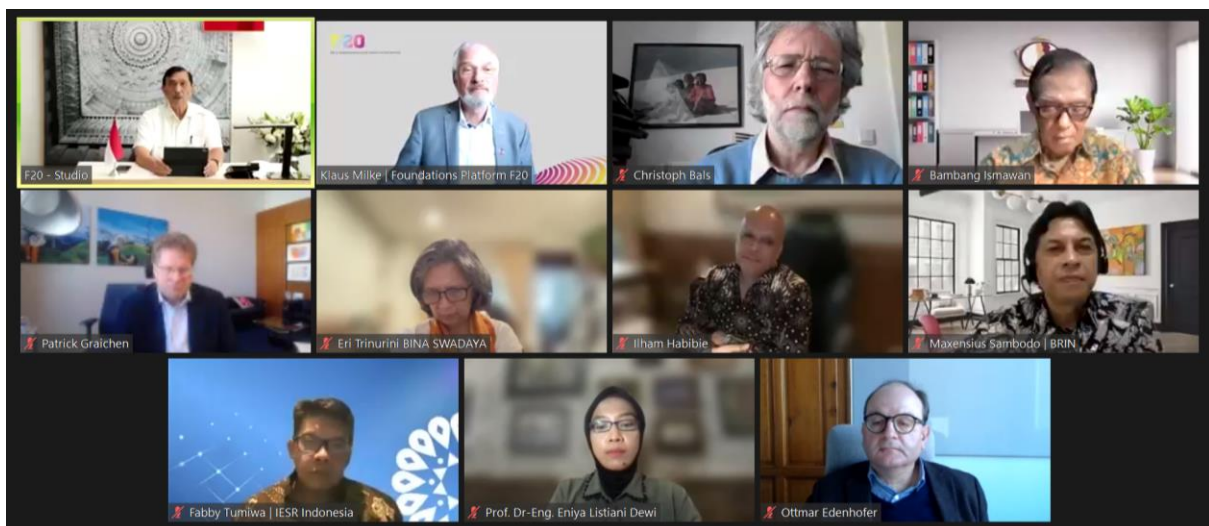 F20 - Studio
Klaus Milke | Foundations Platform F20
Christoph Bals
Bambang Ismawan
Patrick Graichen
Eri Trinurini BINA SWADAYA
Ilham Habibie
Maxensius Sambodo | BRIN
Fabby Tumiwa | IESR Indonesia
Prof. Dr-Eng. Eniya Listiani Dewi
Ottmar Edenhofer